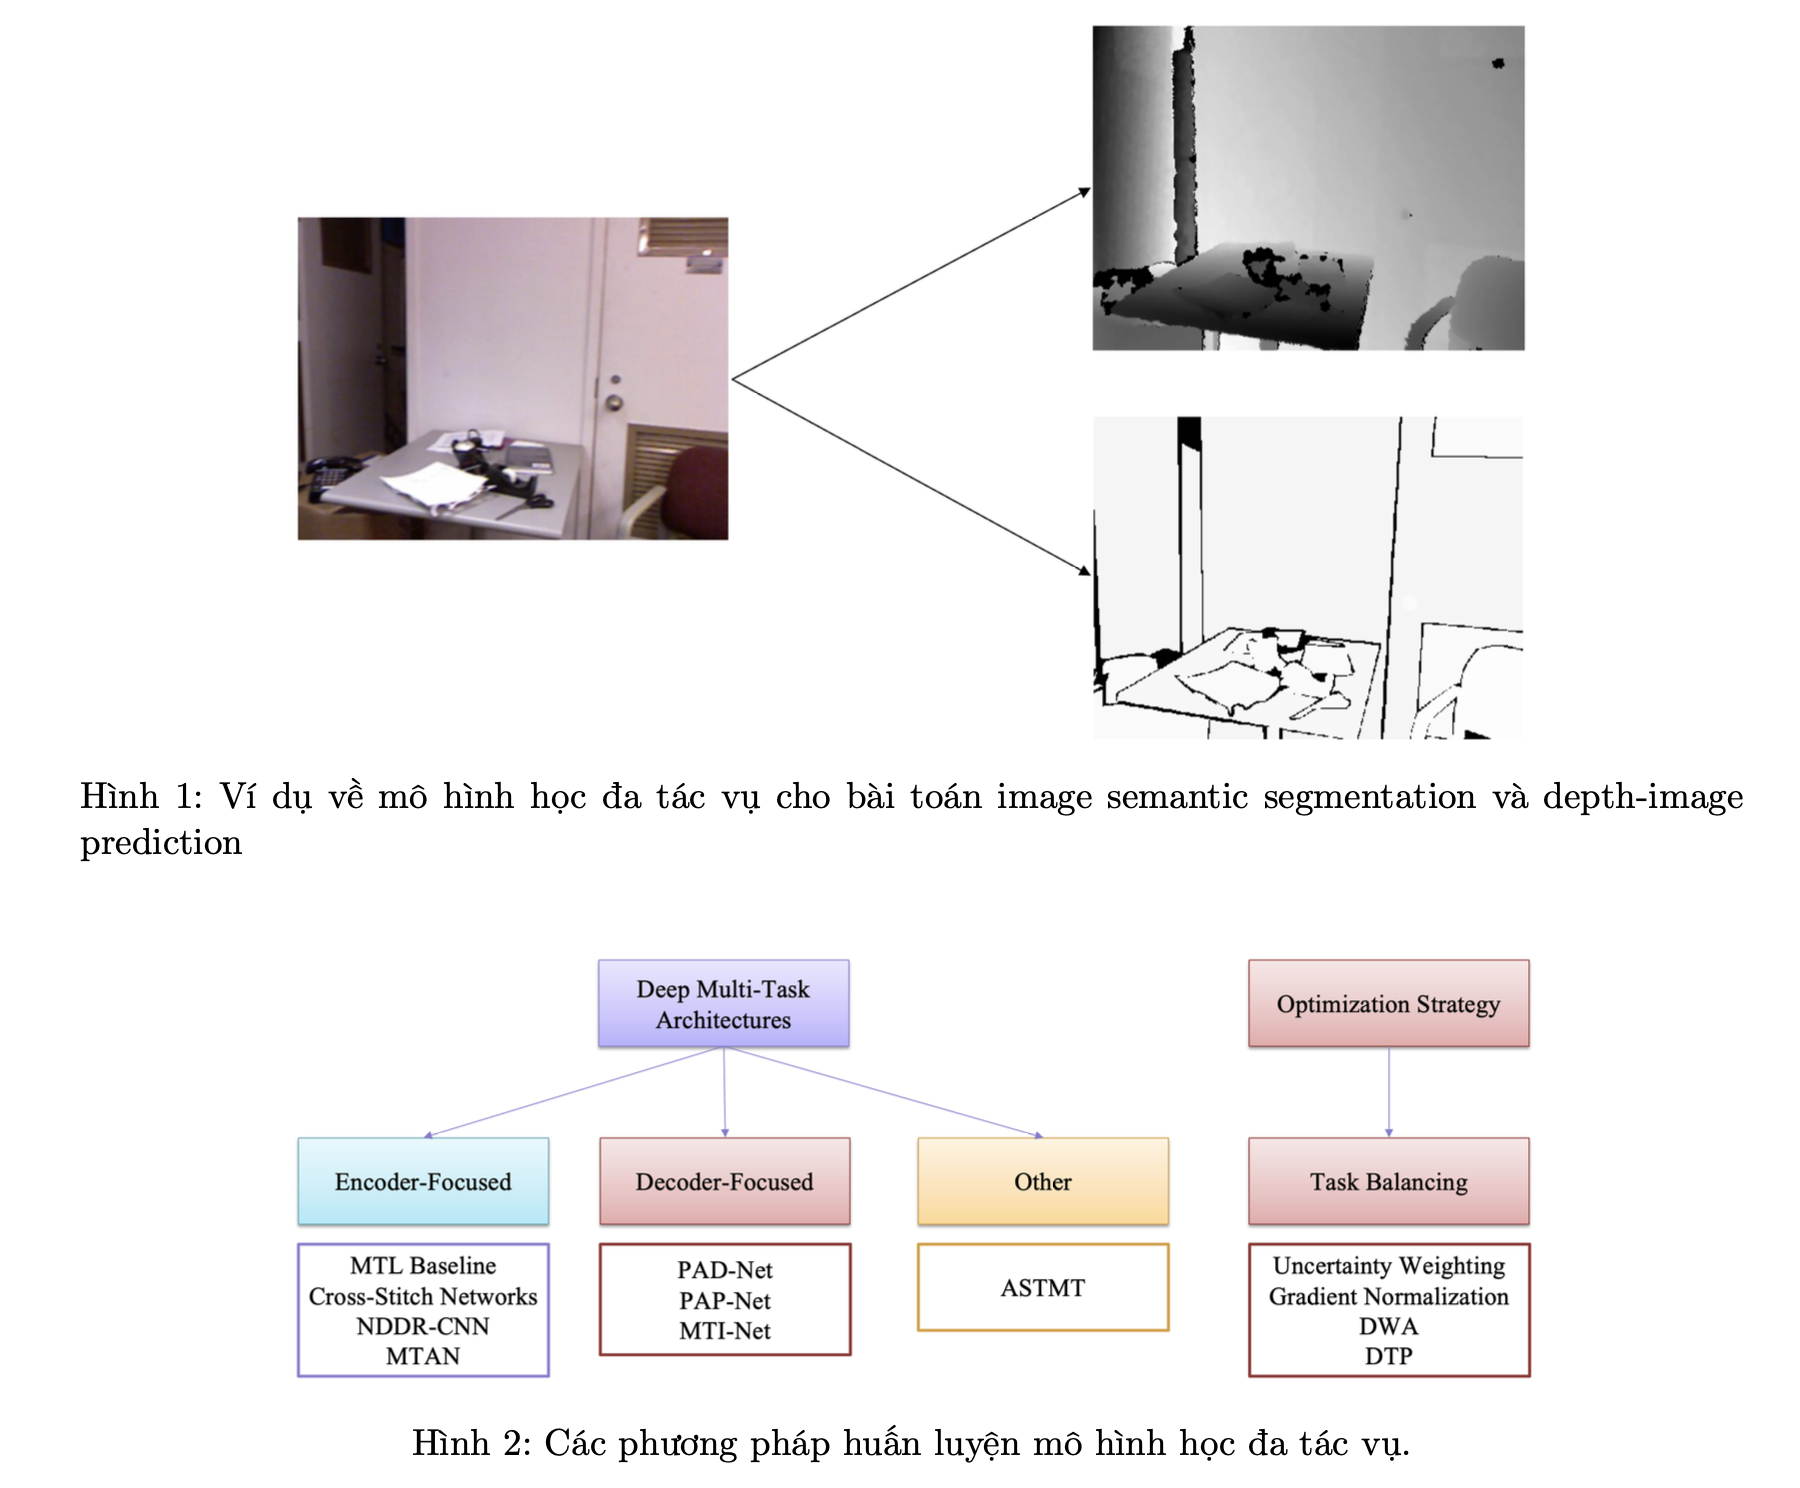 Hình 1: Ví dụ về mô hình học đa tác vụ cho bài toán image semantic segmentation và depth-image
prediction
Deep Multi-Task
Architectures
Optimization Strategy
Encoder-Focused
Decoder-Focused
Other
Task Balancing
MTL Baseline
Cross-Stitch Networks
NDDR-CNN
MTAN
PAD-Net
PAP-Net
MTI-Net
ASTMT
Uncertainty Weighting
Gradient Normalization
DWA
DTP
Hình 2: Các phương pháp huấn luyện mô hình học đa tác vụ.